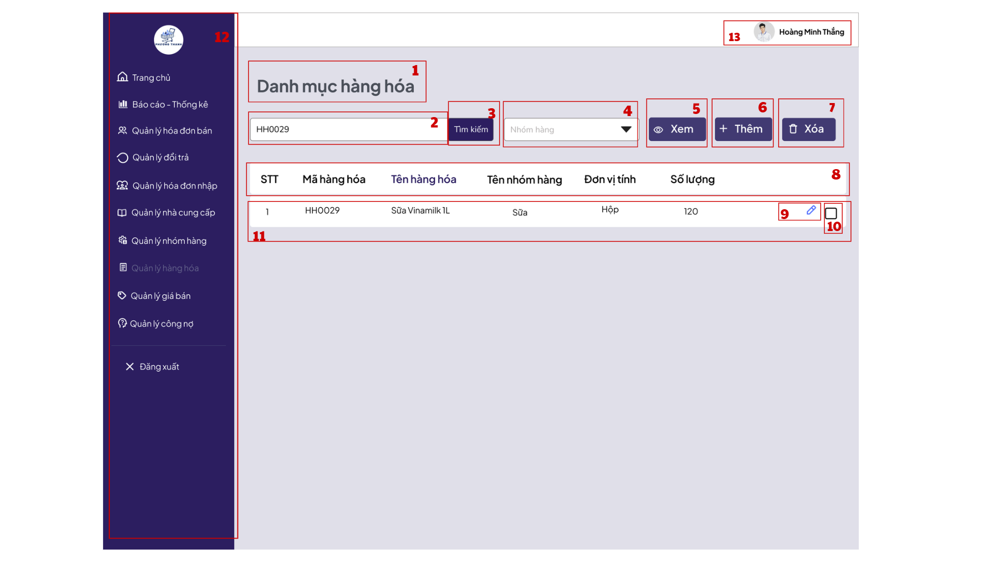 PHƯƠNG THANH
12
Trang chủ
Báo cáo - Thống kê
Quản lý hóa đơn bán
Quản lý đổi trả
Quản lý hóa đơn nhập
Quản lý nhà cung cấp
Quản lý nhóm hàng
Quản lý hàng hóa
Quản lý giá bán
Quản lý công nợ
Đăng xuất
13 Hoàng Minh Thắng
1
Danh mục hàng hóa
HH0029 2
3 Tìm kiếm
4 Nhóm hàng
5 Xem
6 + Thêm
7 Xóa
STT Mã hàng hóa Tên hàng hóa Tên nhóm hàng Đơn vị tính Số lượng 8
1 HH0029 Sữa Vinamilk 1L Sữa Hộp 120 9
10
11